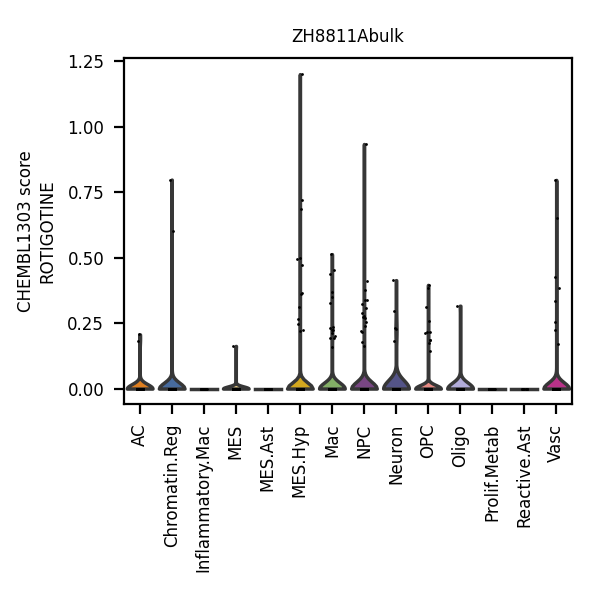 ZH8811Abulk
CHEMBL1303 score
ROTIGOTINE
1.25
1.00
0.75
0.50
0.25
0.00
AC
Chromatin.Reg
Inflammatory.Mac
MES
MES.Ast
MES.Hyp
Mac
NPC
Neuron
OPC
Oligo
Prolif.Metab
Reactive.Ast
Vasc